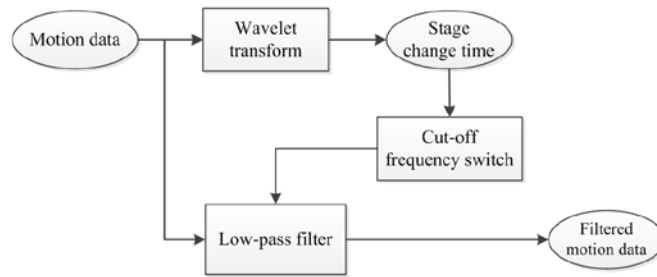 Motion data
Wavelet
transform
Stage
change time
Cut-off
frequency switch
Low-pass filter
Filtered
motion data